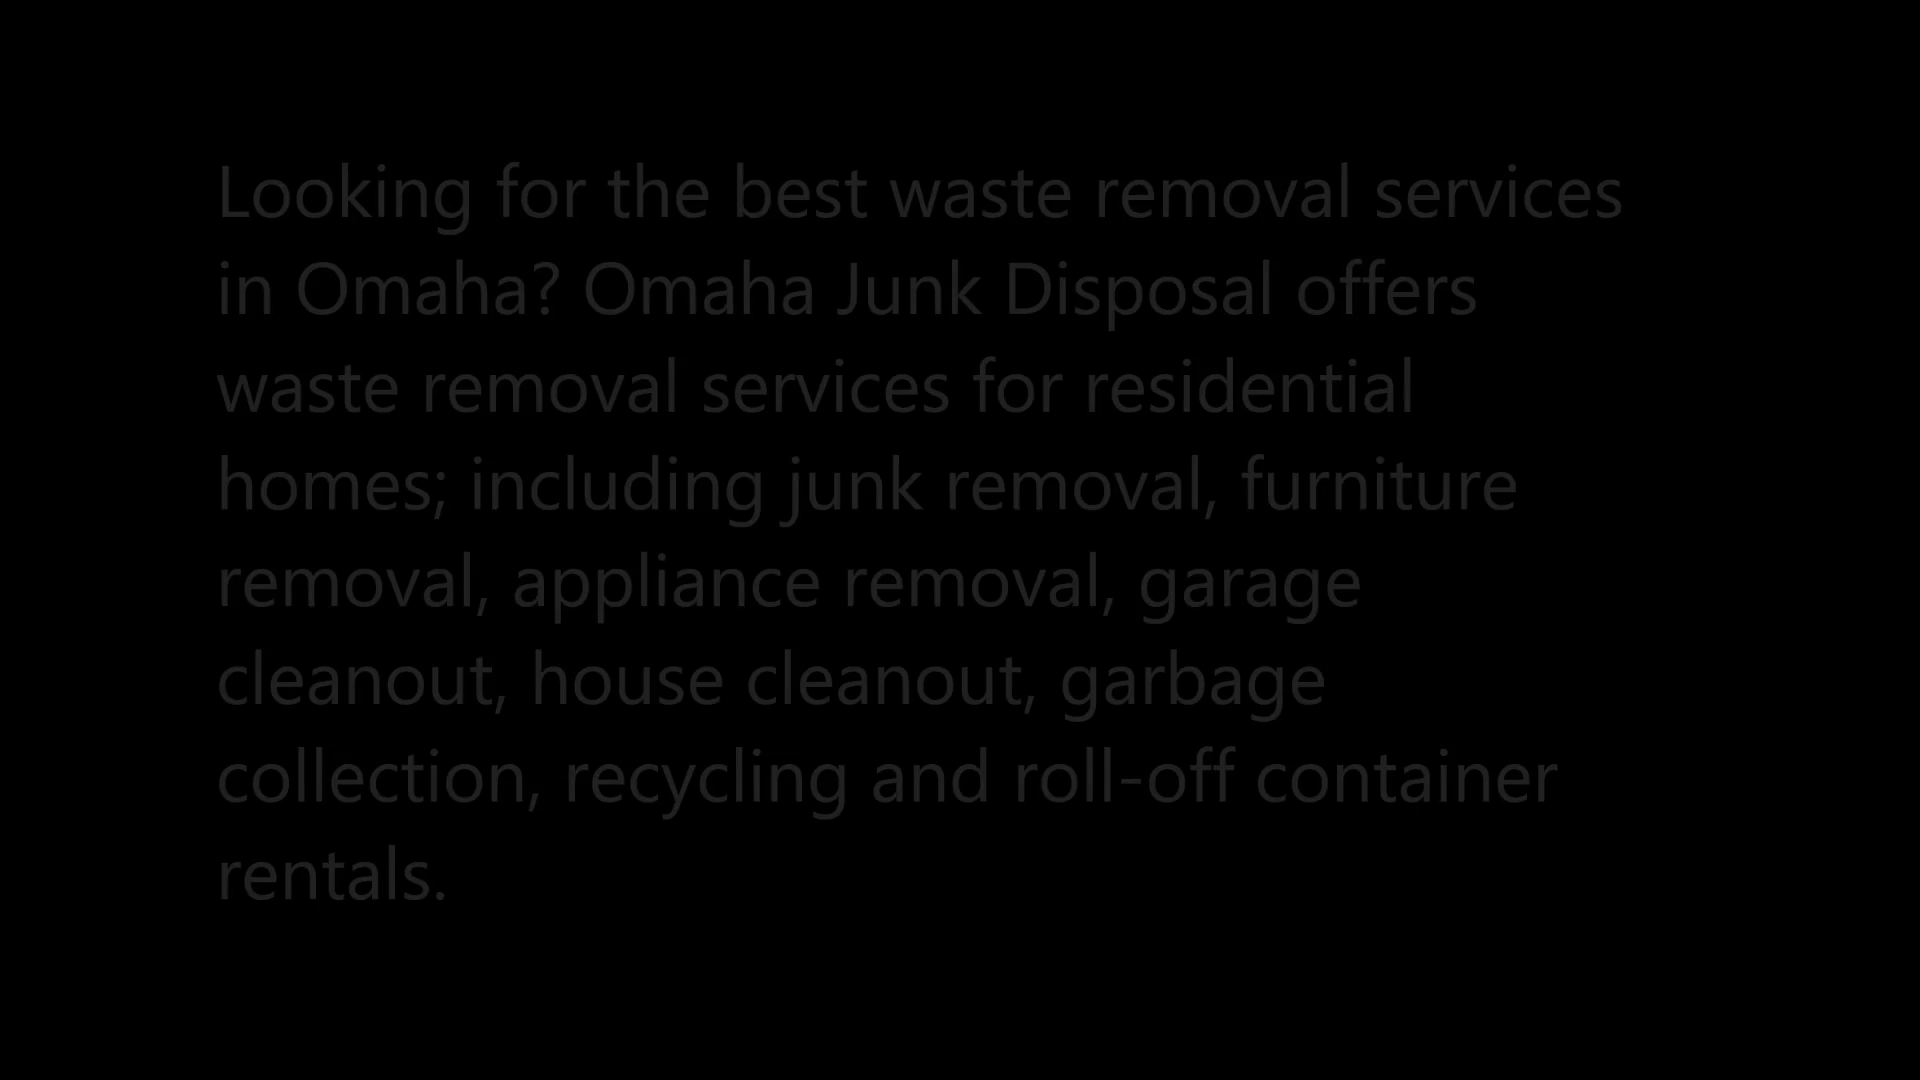 Looking for the best waste removal services
in Omaha? Omaha Junk Disposal offers
waste removal services for residential
homes; including junk removal, furniture
removal, appliance removal, garage
cleanout, house cleanout, garbage
collection, recycling and roll-off container
rentals.